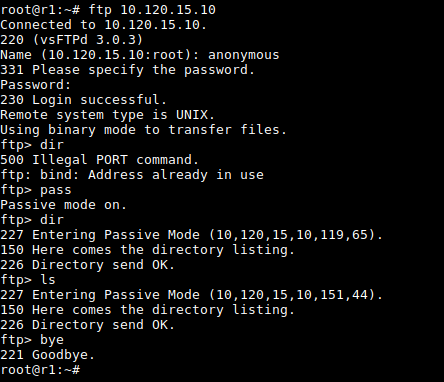 root@r1:~# ftp 10.120.15.10
Connected to 10.120.15.10.
220 (vsFTPd 3.0.3)
Name (10.120.15.10:root): anonymous
331 Please specify the password.
Password:
230 Login successful.
Remote system type is UNIX.
Using binary mode to transfer files.
ftp> dir
500 Illegal PORT command.
ftp: bind: Address already in use
ftp> pass
Passive mode on.
ftp> dir
227 Entering Passive Mode (10,120,15,10,119,65).
150 Here comes the directory listing.
226 Directory send OK.
ftp> ls
227 Entering Passive Mode (10,120,15,10,151,44).
150 Here comes the directory listing.
226 Directory send OK.
ftp> bye
221 Goodbye.
root@r1:~#